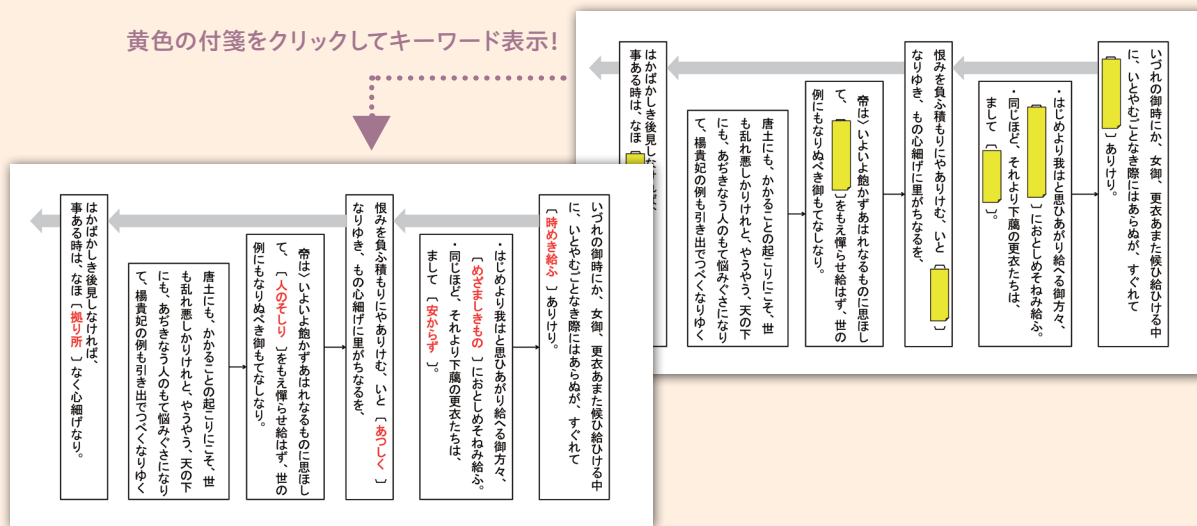 黄色の付箋をクリックしてキーワード表示!
いづれの御時にか、女御、更衣あまた候ひ給ひける中
に、いとやむごとなき際にはあらぬが、すぐれて
〕ありけり。
・はじめより我はと思ひあがり給へる御方々、
〕におとしめそねみ給ふ。
・同じほど、それより下﨟の更衣たちは、
まして〔 〕。
恨みを負ふ積もりにやありけむ、いと〔 〕
なりゆき、もの心細げに里がちなるを、
帝は〉いよいよ飽かずあはれなるものに思ほし
て、〔 〕をもえ憚らせ給はず、世の
例にもなりぬべき御もてなしなり。
唐土にも、かかることの起こりにこそ、世
も乱れ悪しかりけれと、やうやう、天の下
にも、あぢきなう人のもて悩みぐさになり
て、楊貴妃の例も引き出でつべくなりゆく
はかばかしき後見しなければ、
事ある時は、なほ
いづれの御時にか、女御、更衣あまた候ひ給ひける中
に、いとやむごとなき際にはあらぬが、すぐれて
〔時めき給ふ〕ありけり。
・はじめより我はと思ひあがり給へる御方々、
〔めざましきもの〕におとしめそねみ給ふ。
・同じほど、それより下﨟の更衣たちは、
まして〔安からず〕。
恨みを負ふ積もりにやありけむ、いと〔あつしく〕
なりゆき、もの心細げに里がちなるを、
帝は〉いよいよ飽かずあはれなるものに思ほし
て、〔人のそしり〕をもえ憚らせ給はず、世の
例にもなりぬべき御もてなしなり。
唐土にも、かかることの起こりにこそ、世
も乱れ悪しかりけれと、やうやう、天の下
にも、あぢきなう人のもて悩みぐさになり
て、楊貴妃の例も引き出でつべくなりゆく
はかばかしき後見しなければ、
事ある時は、なほ〔拠り所〕なく心細げなり。